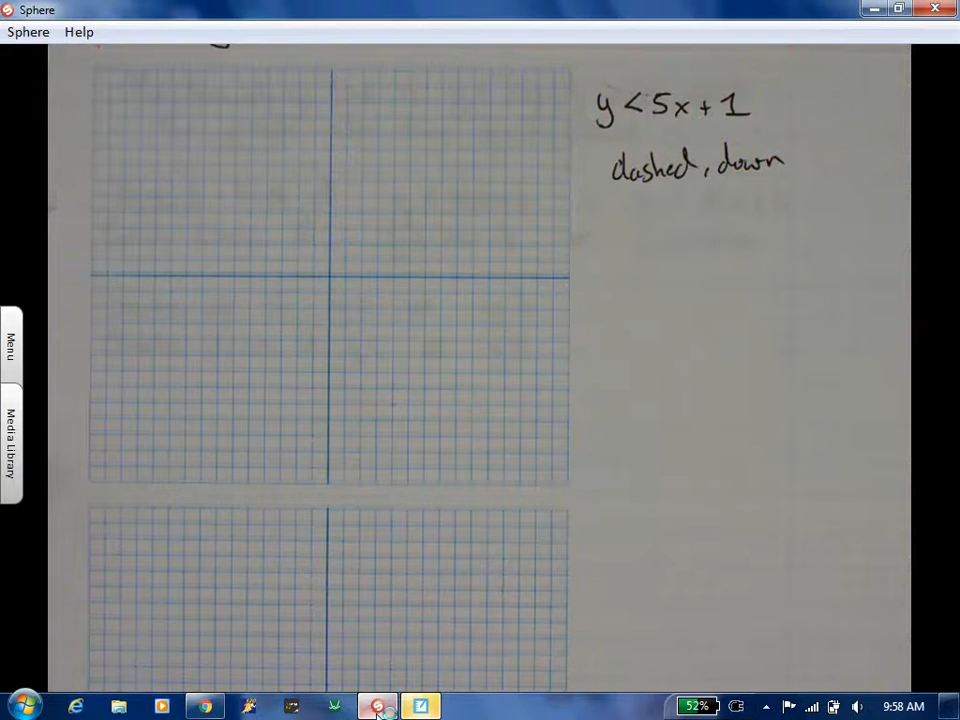 Sphere
Sphere Help
y < 5x + 1
dashed, down
Menu
Media Library
52%
9:58 AM